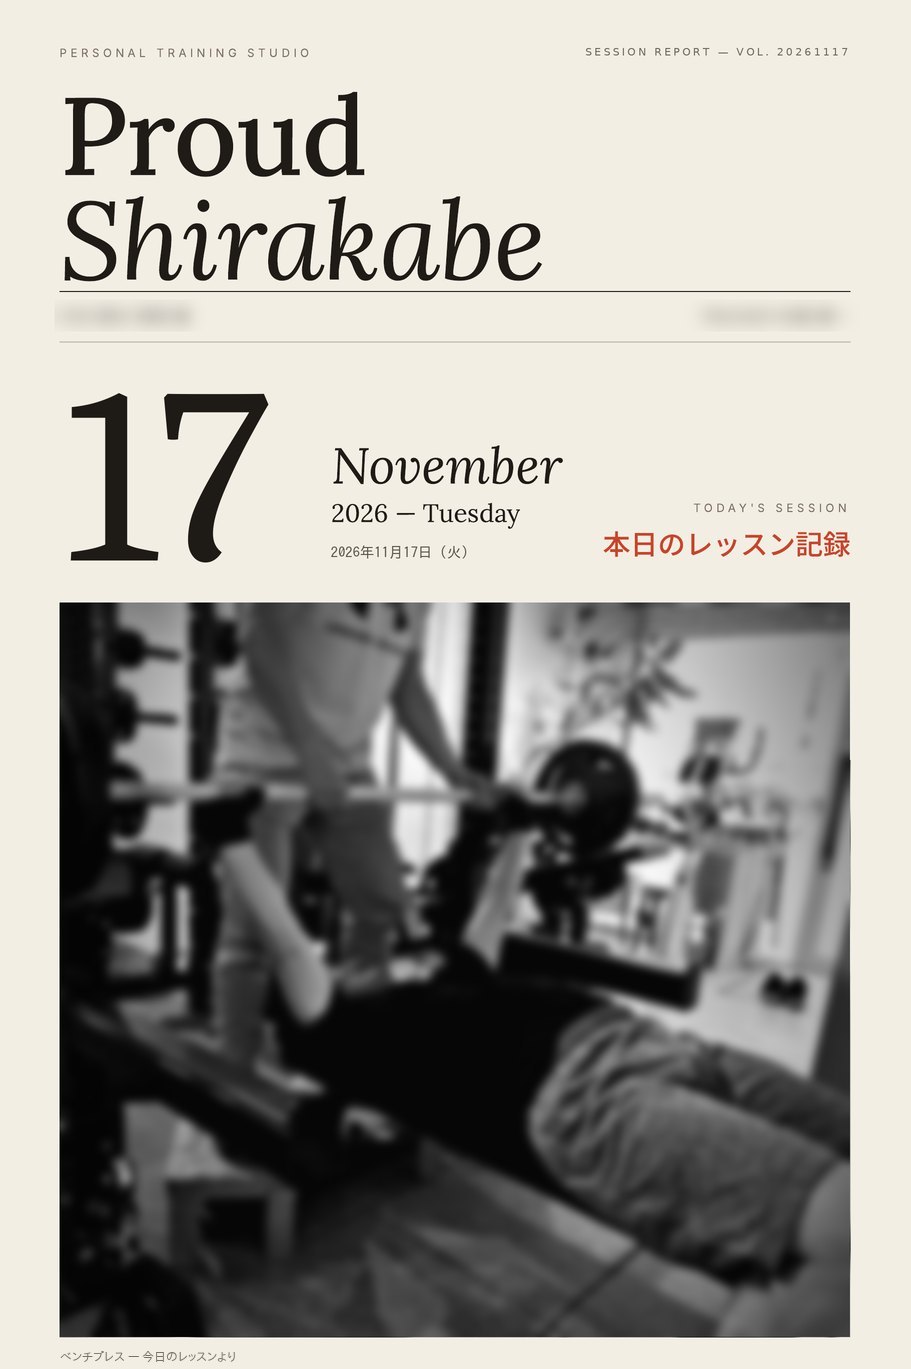 PERSONAL TRAINING STUDIO
SESSION REPORT — VOL. 20261117
Proud
Shirakabe
17
November
2026 — Tuesday
2026年11月17日（火）
TODAY'S SESSION
本日のレッスン記録
ベンチプレス — 今日のレッスンより